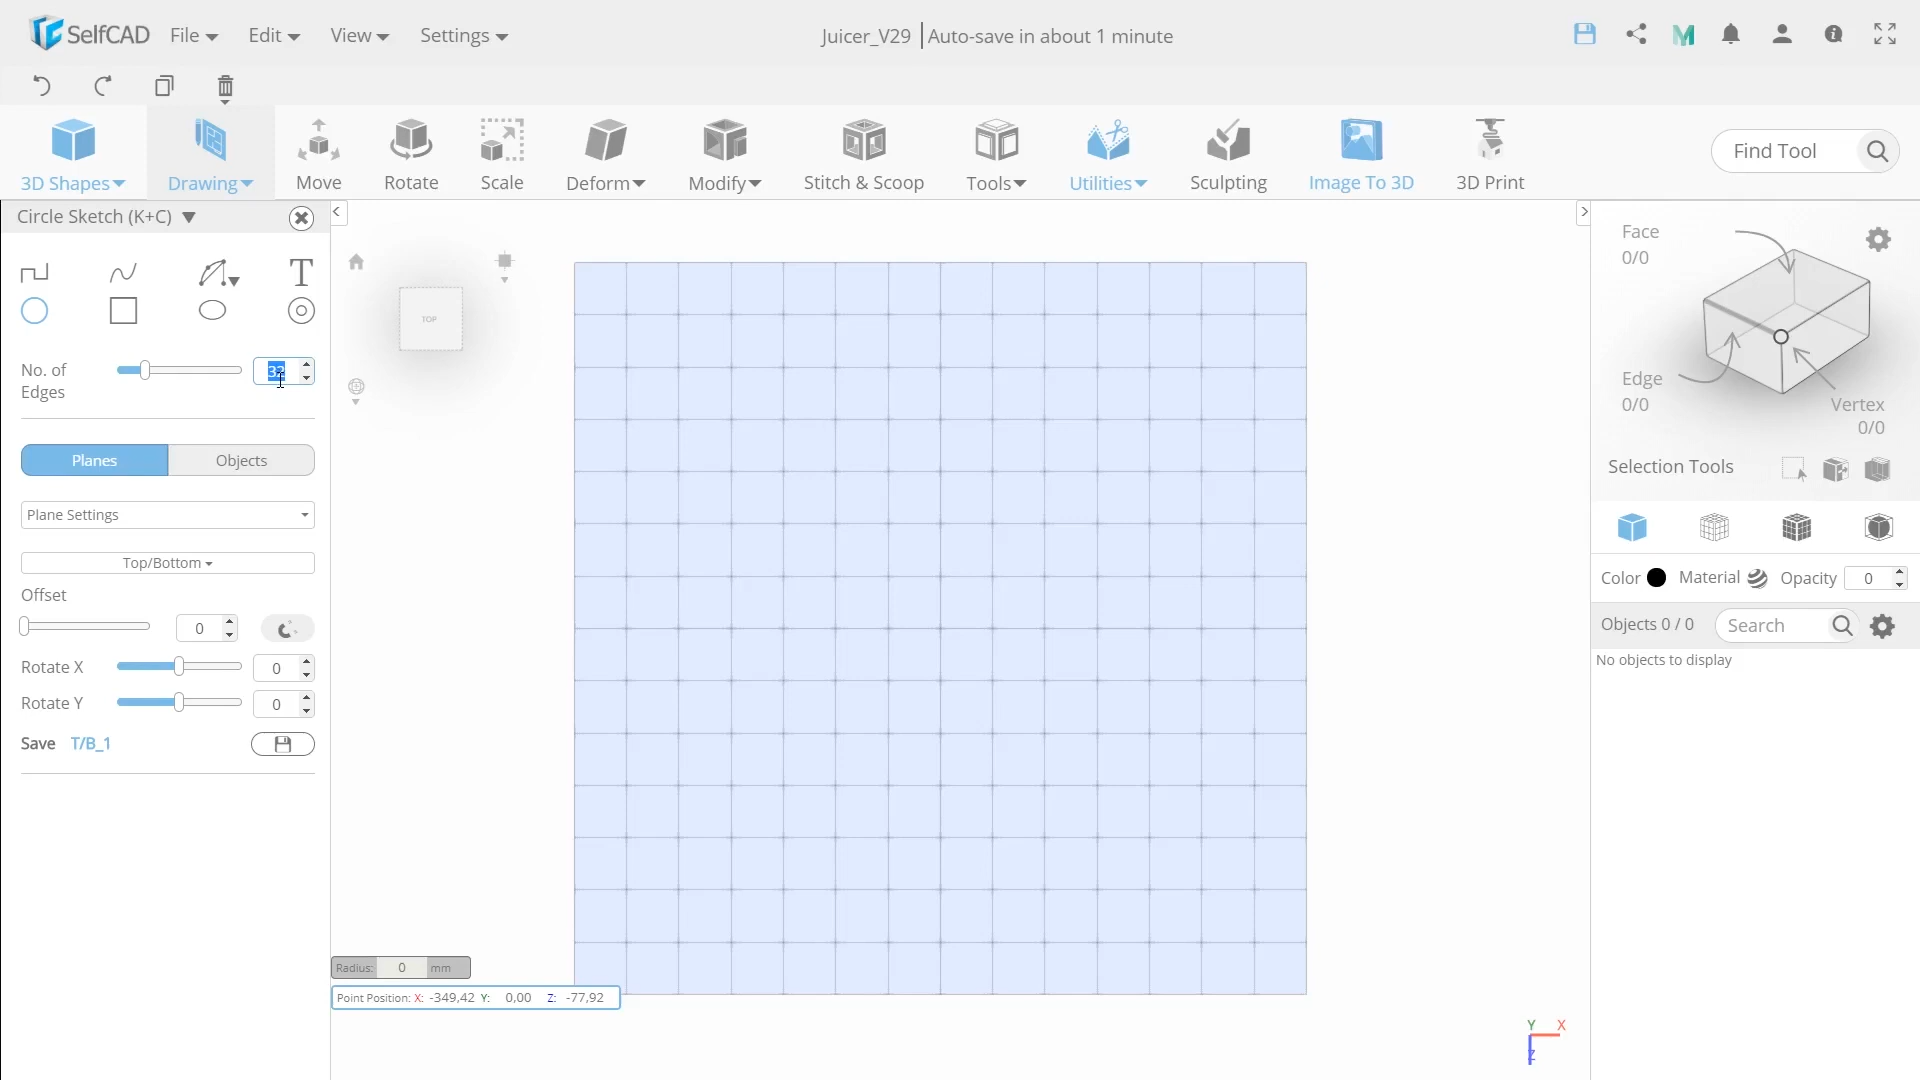 SelfCAD File Edit View Settings
Juicer_V29 Auto-save in about 1 minute
3D Shapes Drawing Move Rotate Scale Deform Modify Stitch & Scoop Tools Utilities Sculpting Image To 3D 3D Print
Find Tool
Circle Sketch (K+C)
T
No. of
Edges
32
Planes Objects
Plane Settings
Top/Bottom
Offset
0
Rotate X 0
Rotate Y 0
Save T/B_1
TOP
Radius: 0 mm
Point Position: X: -349,42 Y: 0,00 Z: -77,92
Y X
Z
Face
0/0
Edge
0/0
Vertex
0/0
Selection Tools
Color Material Opacity 0
Objects 0 / 0 Search
No objects to display